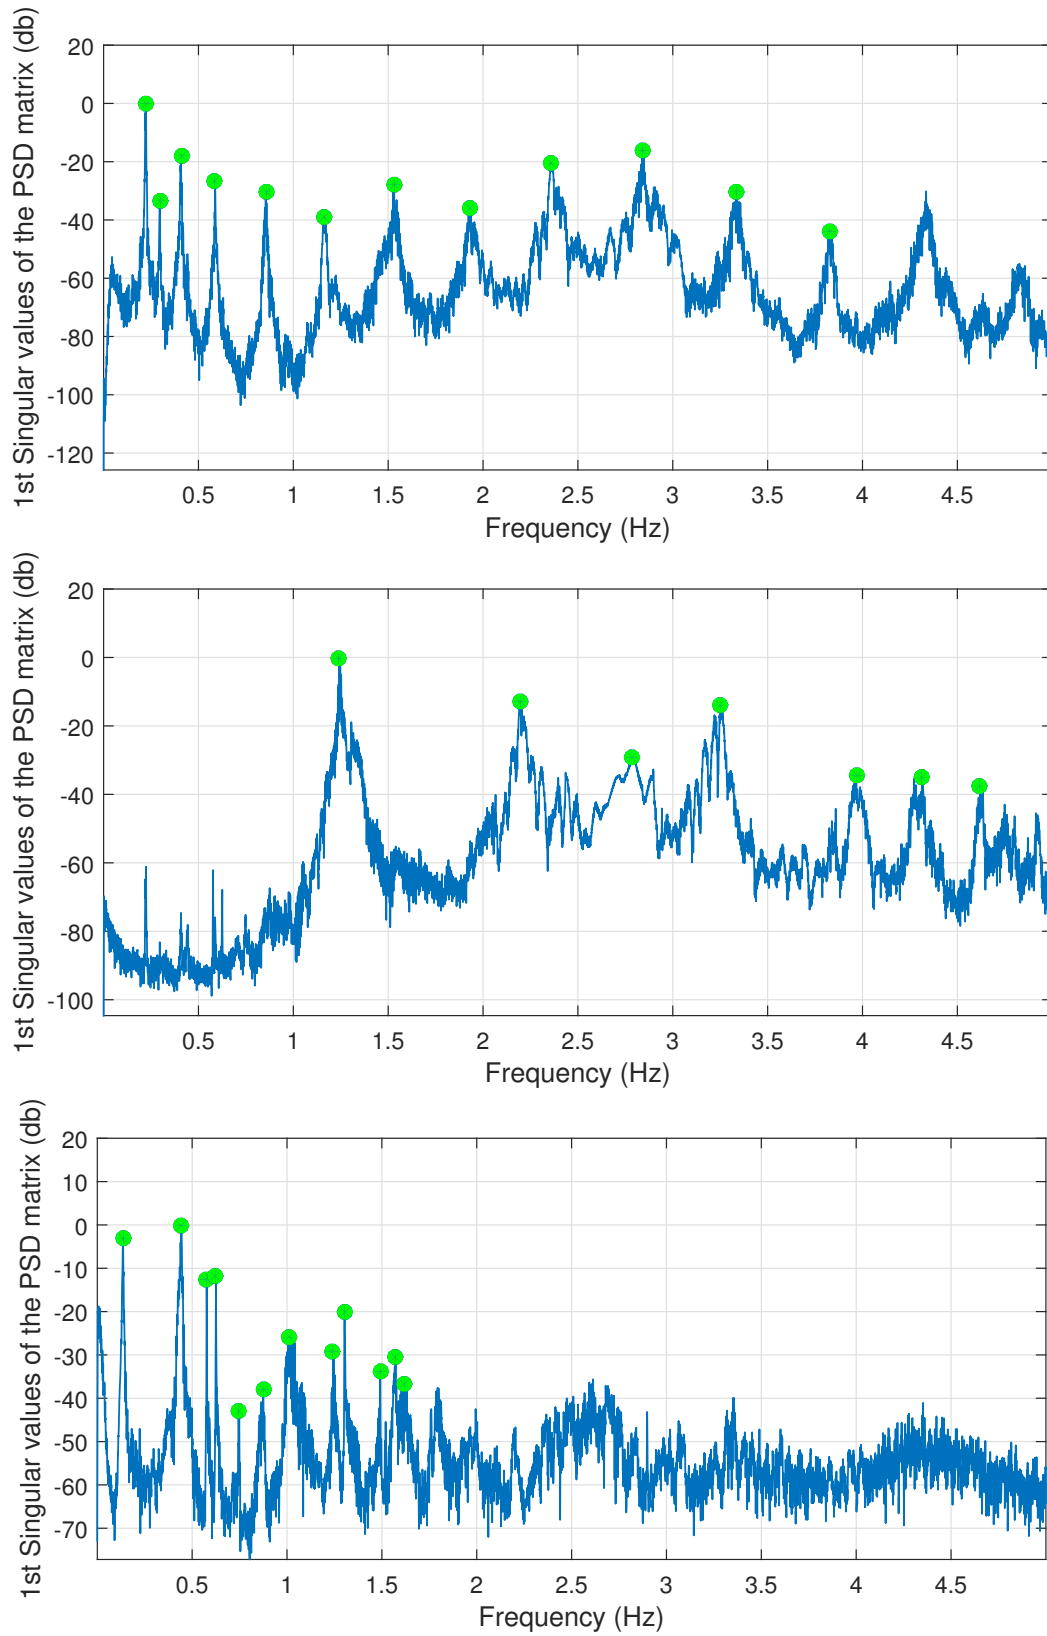 1st Singular values of the PSD matrix (db)
20
0
-20
-40
-60
-80
-100
-120
0.5 1 1.5 2 2.5 3 3.5 4 4.5
Frequency (Hz)
1st Singular values of the PSD matrix (db)
20
0
-20
-40
-60
-80
-100
0.5 1 1.5 2 2.5 3 3.5 4 4.5
Frequency (Hz)
1st Singular values of the PSD matrix (db)
20
10
0
-10
-20
-30
-40
-50
-60
-70
0.5 1 1.5 2 2.5 3 3.5 4 4.5
Frequency (Hz)